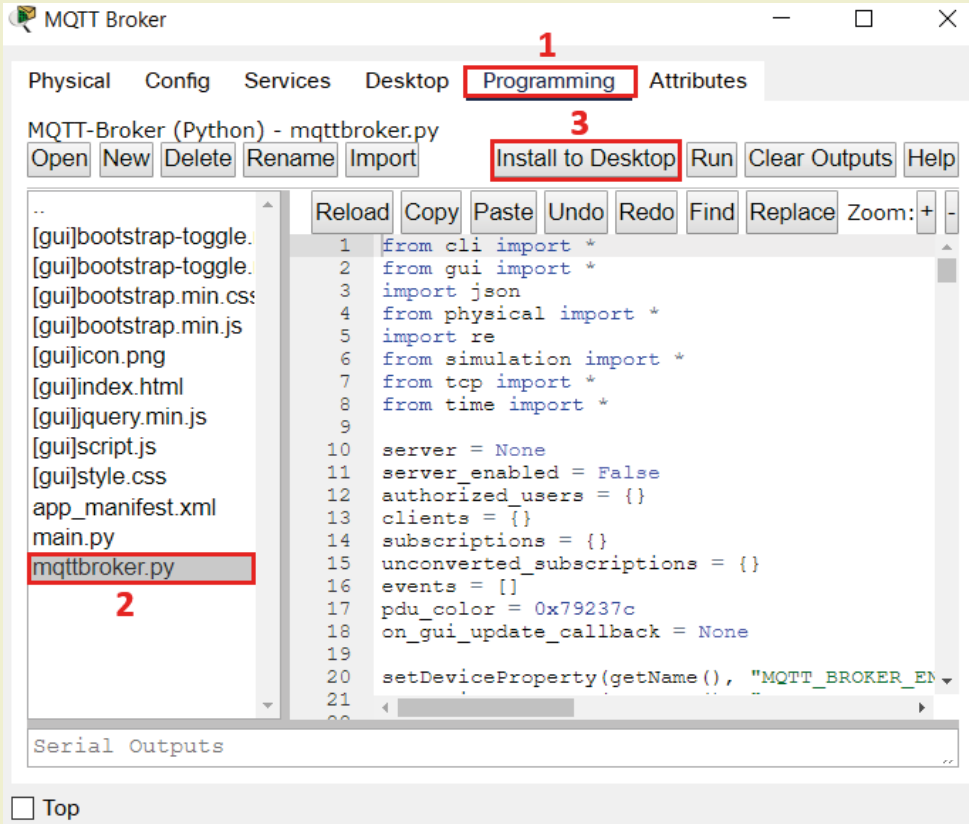 MQTT Broker
1
Physical Config Services Desktop Programming Attributes
MQTT-Broker (Python) - mqttbroker.py
3
Open New Delete Rename Import Install to Desktop Run Clear Outputs Help
..
[gui]bootstrap-toggle.
[gui]bootstrap-toggle.
[gui]bootstrap.min.css
[gui]bootstrap.min.js
[gui]icon.png
[gui]index.html
[gui]jquery.min.js
[gui]script.js
[gui]style.css
app_manifest.xml
main.py
mqttbroker.py
2
Reload Copy Paste Undo Redo Find Replace Zoom: + -
1 from cli import *
2 from gui import *
3 import json
4 from physical import *
5 import re
6 from simulation import *
7 from tcp import *
8 from time import *
9
10 server = None
11 server_enabled = False
12 authorized_users = {}
13 clients = {}
14 subscriptions = {}
15 unconverted_subscriptions = {}
16 events = []
17 pdu_color = 0x79237c
18 on_gui_update_callback = None
19
20 setDeviceProperty(getName(), "MQTT_BROKER_EN
21
Serial Outputs
Top